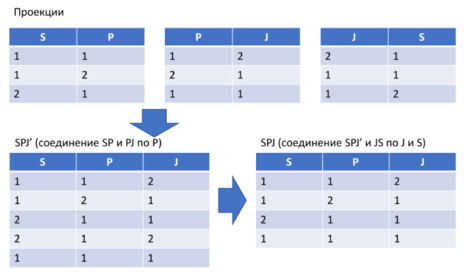 Проекции
S P P J J S
1 1 1 2 2 1
1 2 2 1 1 1
2 1 1 1 1 2
SPJ’ (соединение SP и PJ по P) SPJ (соединение SPJ’ и JS по J и S)
S P J S P J
1 1 2 1 1 2
1 2 1 1 2 1
2 1 1 2 1 1
2 1 2 1 1 1
1 1 1